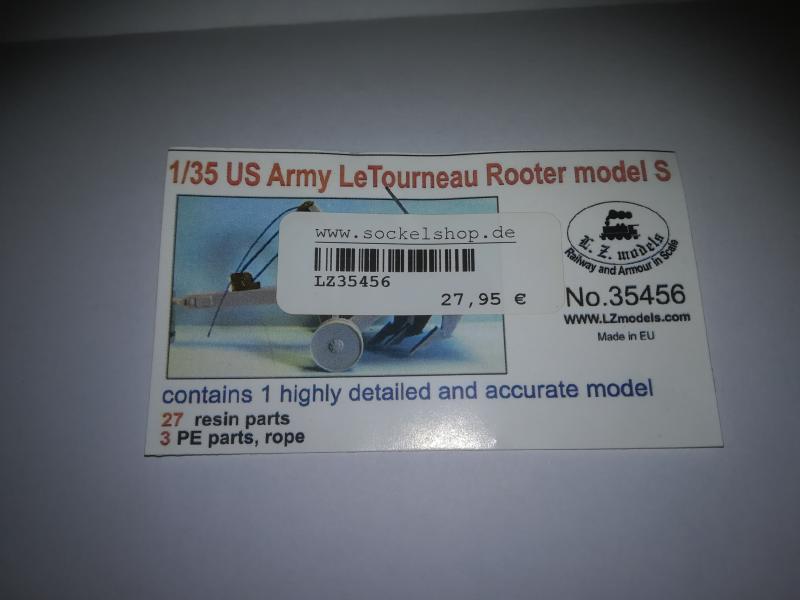 1/35 US Army LeTourneau Rooter model S
www.sockelshop.de
LZ35456
27,95 €
L. Z. models
Railway and Armour in Scale
No.35456
www.LZmodels.com
Made in EU
contains 1 highly detailed and accurate model
27 resin parts
3 PE parts, rope